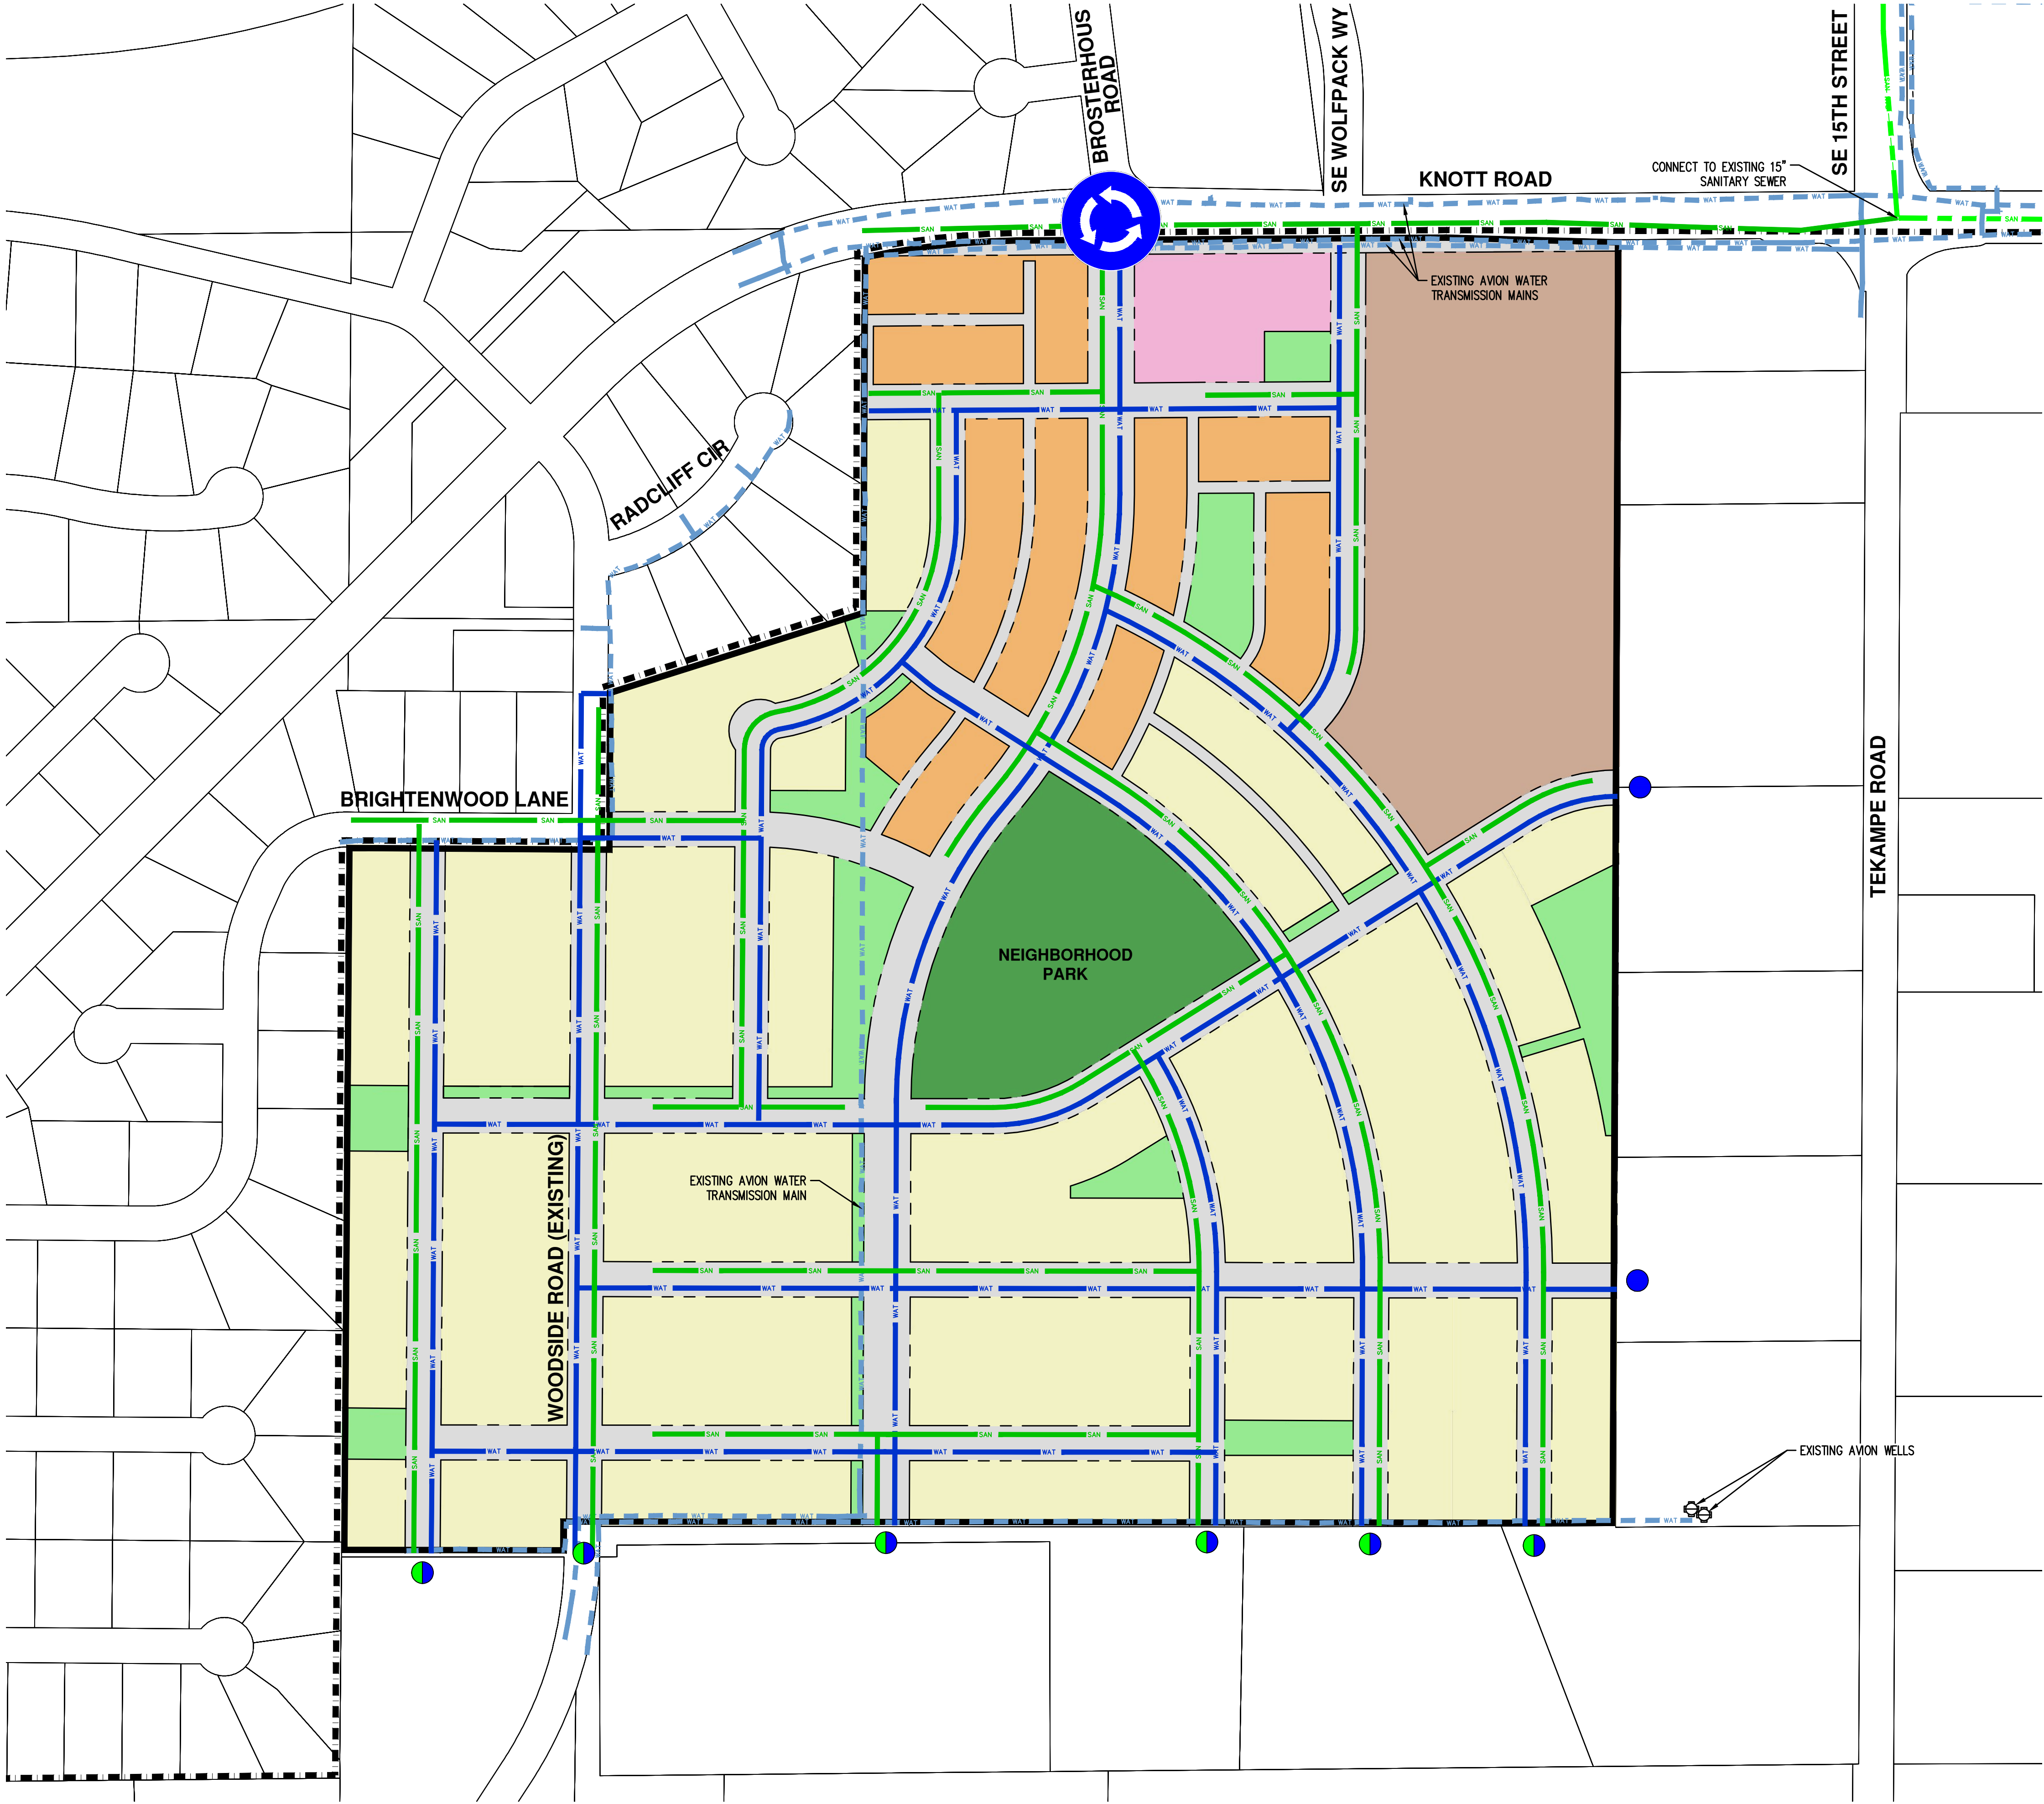 BROSTERHOUS
ROAD
SE WOLFPACK WY
SE 15TH STREET
KNOTT ROAD
CONNECT TO EXISTING 15"
SANITARY SEWER
EXISTING AVION WATER
TRANSMISSION MAINS
RADCLIFF CIR
BRIGHTENWOOD LANE
TEKAMPE ROAD
NEIGHBORHOOD
PARK
WOODSIDE ROAD (EXISTING)
EXISTING AVION WATER
TRANSMISSION MAIN
EXISTING AVION WELLS
WAT
SAN